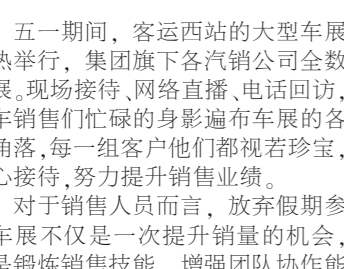 五一期间，客运西站的大型车展
热举行，集团旗下各汽销公司全数
展。现场接待、网络直播、电话回访，
车销售们忙碌的身影遍布车展的各
角落，每一组客户他们都视若珍宝，
心接待，努力提升销售业绩。
对于销售人员而言，放弃假期参
车展不仅是一次提升销量的机会，
是锻炼销售技能、增强团队协作能